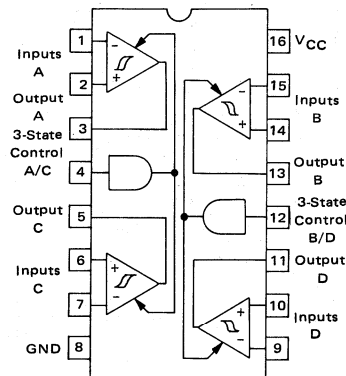 1
Inputs
A
2
Output
A
3
3-State
Control
A/C
4
Output
C
5
6
Inputs
C
7
GND
8
16
VCC
15
Inputs
B
14
Output
B
13
3-State
Control
B/D
12
Output
D
11
10
Inputs
D
9